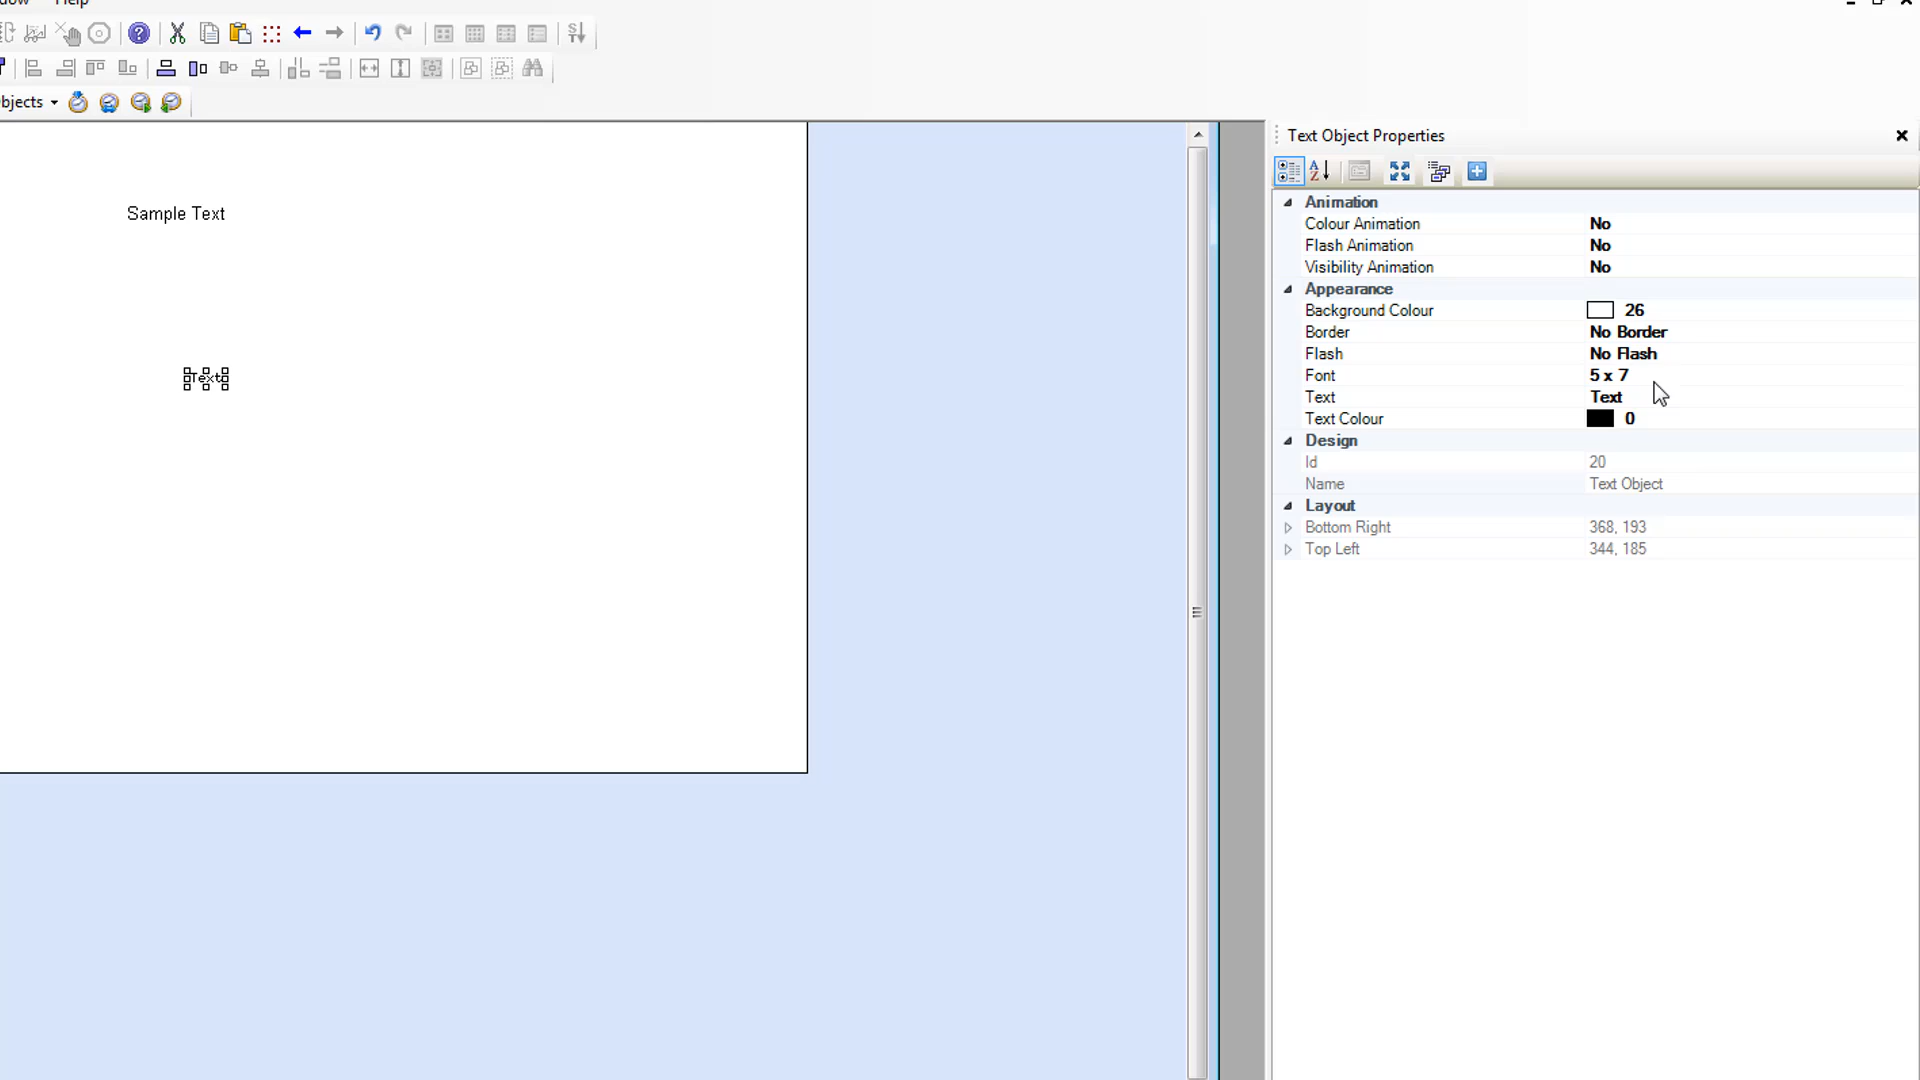 Help
bjects
Sample Text
Text
Text Object Properties
Animation
Colour Animation No
Flash Animation No
Visibility Animation No
Appearance
Background Colour 26
Border No Border
Flash No Flash
Font 5 x 7
Text Text
Text Colour 0
Design
Id 20
Name Text Object
Layout
Bottom Right 368, 193
Top Left 344, 185